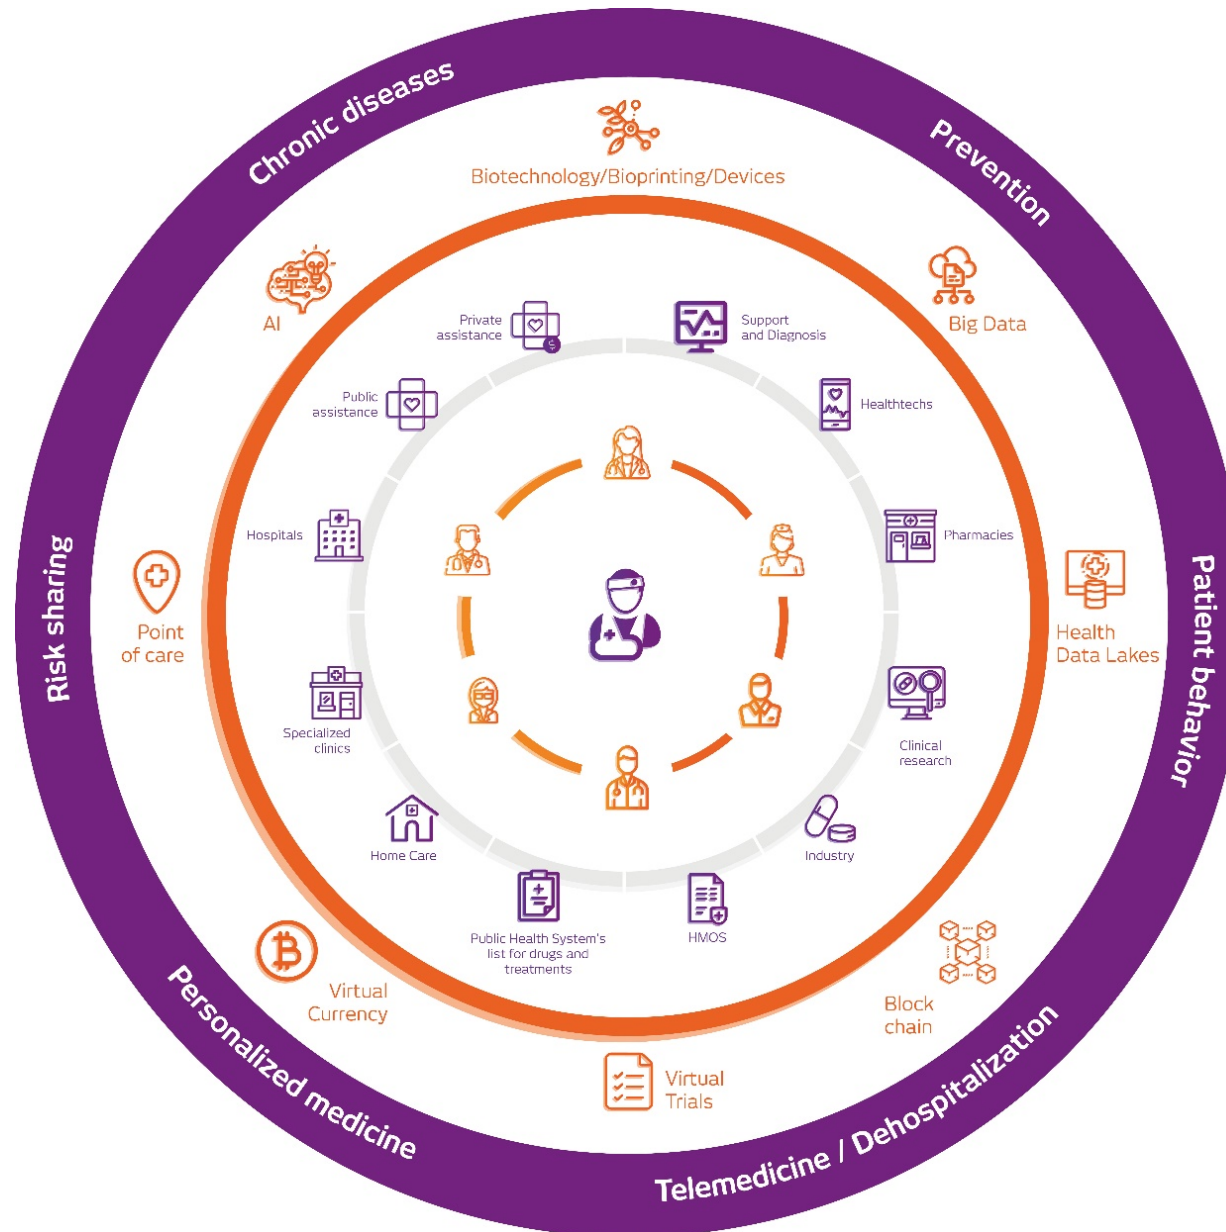 Chronic diseases
Prevention
Biotechnology/Bioprinting/Devices
AI
Big Data
Private
assistance
Support
and Diagnosis
Public
assistance
Healthtechs
Hospitals
Pharmacies
Risk sharing
Patient behavior
Point
of care
Health
Data Lakes
Specialized
clinics
Clinical
research
Home Care
Industry
Public Health System's
list for drugs and
treatments
HMOS
Virtual
Currency
Block
chain
Virtual
Trials
Personalized medicine
Telemedicine / Dehospitalization